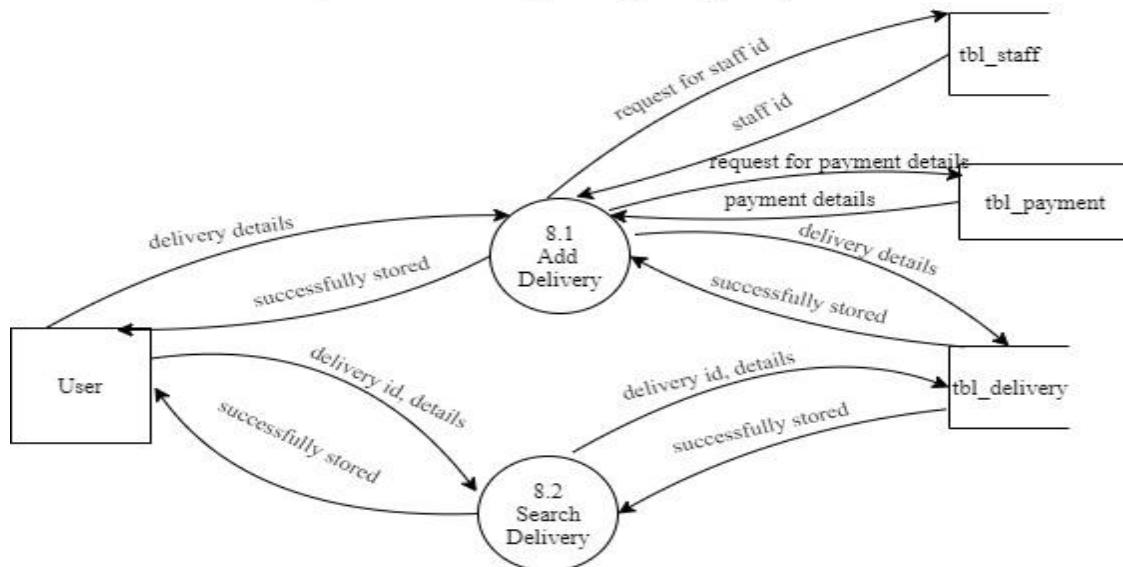 request for staff id
tbl_staff
staff id
request for payment details
payment details
tbl_payment
delivery details
8.1
Add
Delivery
delivery details
successfully stored
successfully stored
User
delivery id, details
delivery id, details
tbl_delivery
successfully stored
successfully stored
8.2
Search
Delivery